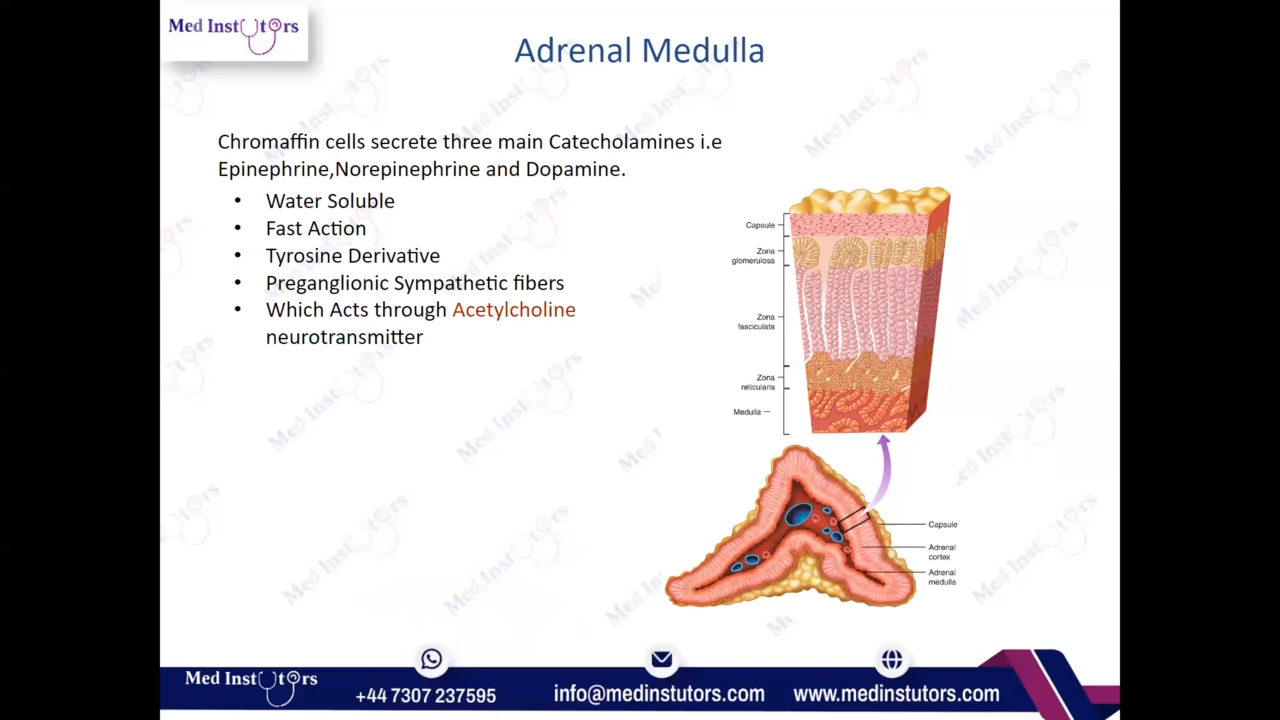 Med Instutors
Adrenal Medulla
Chromaffin cells secrete three main Catecholamines i.e
Epinephrine,Norepinephrine and Dopamine.
• Water Soluble
• Fast Action
• Tyrosine Derivative
• Preganglionic Sympathetic fibers
• Which Acts through Acetylcholine
neurotransmitter
Capsule
Zona
glomerulosa
Zona
fasciculata
Zona
reticularis
Medulla
Capsule
Adrenal
cortex
Adrenal
medulla
Med Instutors
+44 7307 237595
info@medinstutors.com
www.medinstutors.com